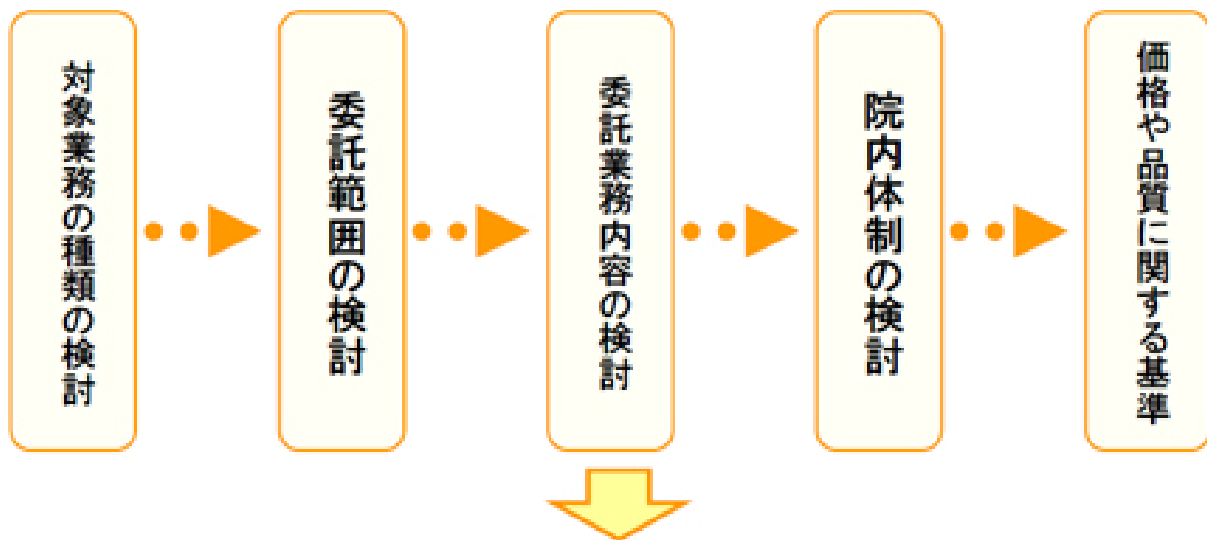 対象業務の種類の検討
委託範囲の検討
委託業務内容の検討
院内体制の検討
価格や品質に関する基準